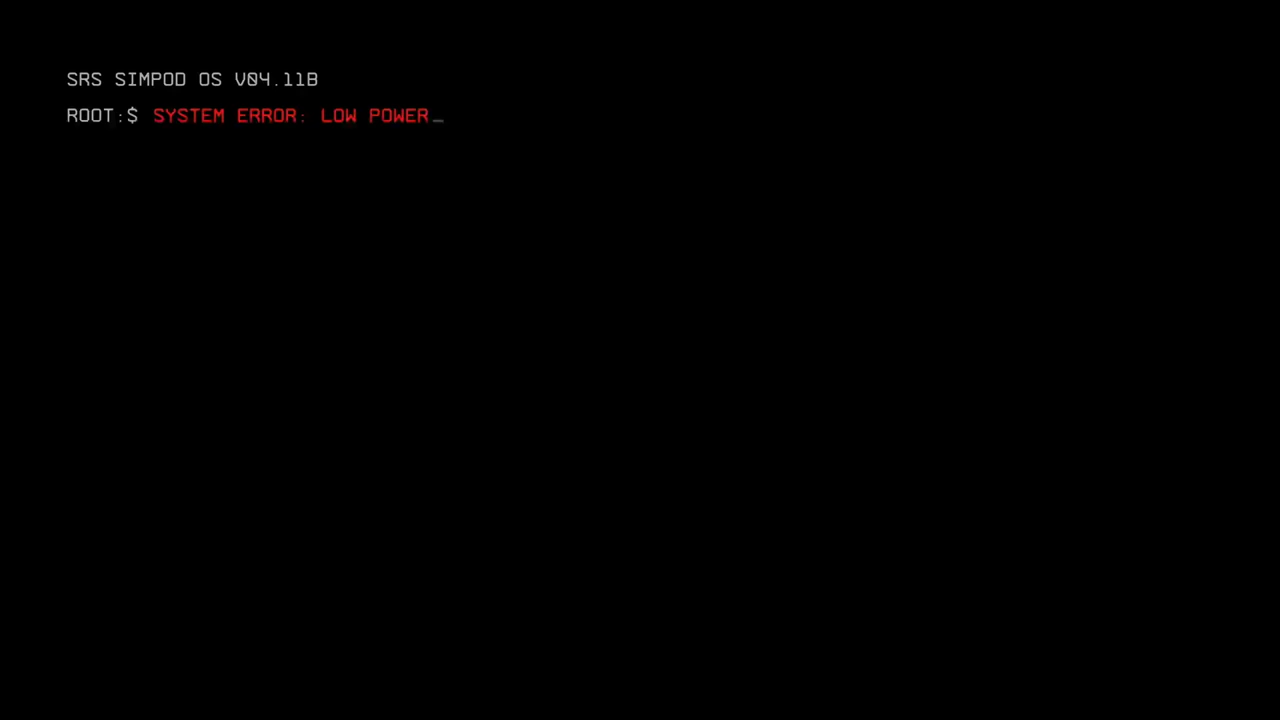 SRS SIMPOD OS V04.11B
ROOT:$ SYSTEM ERROR: LOW POWER_